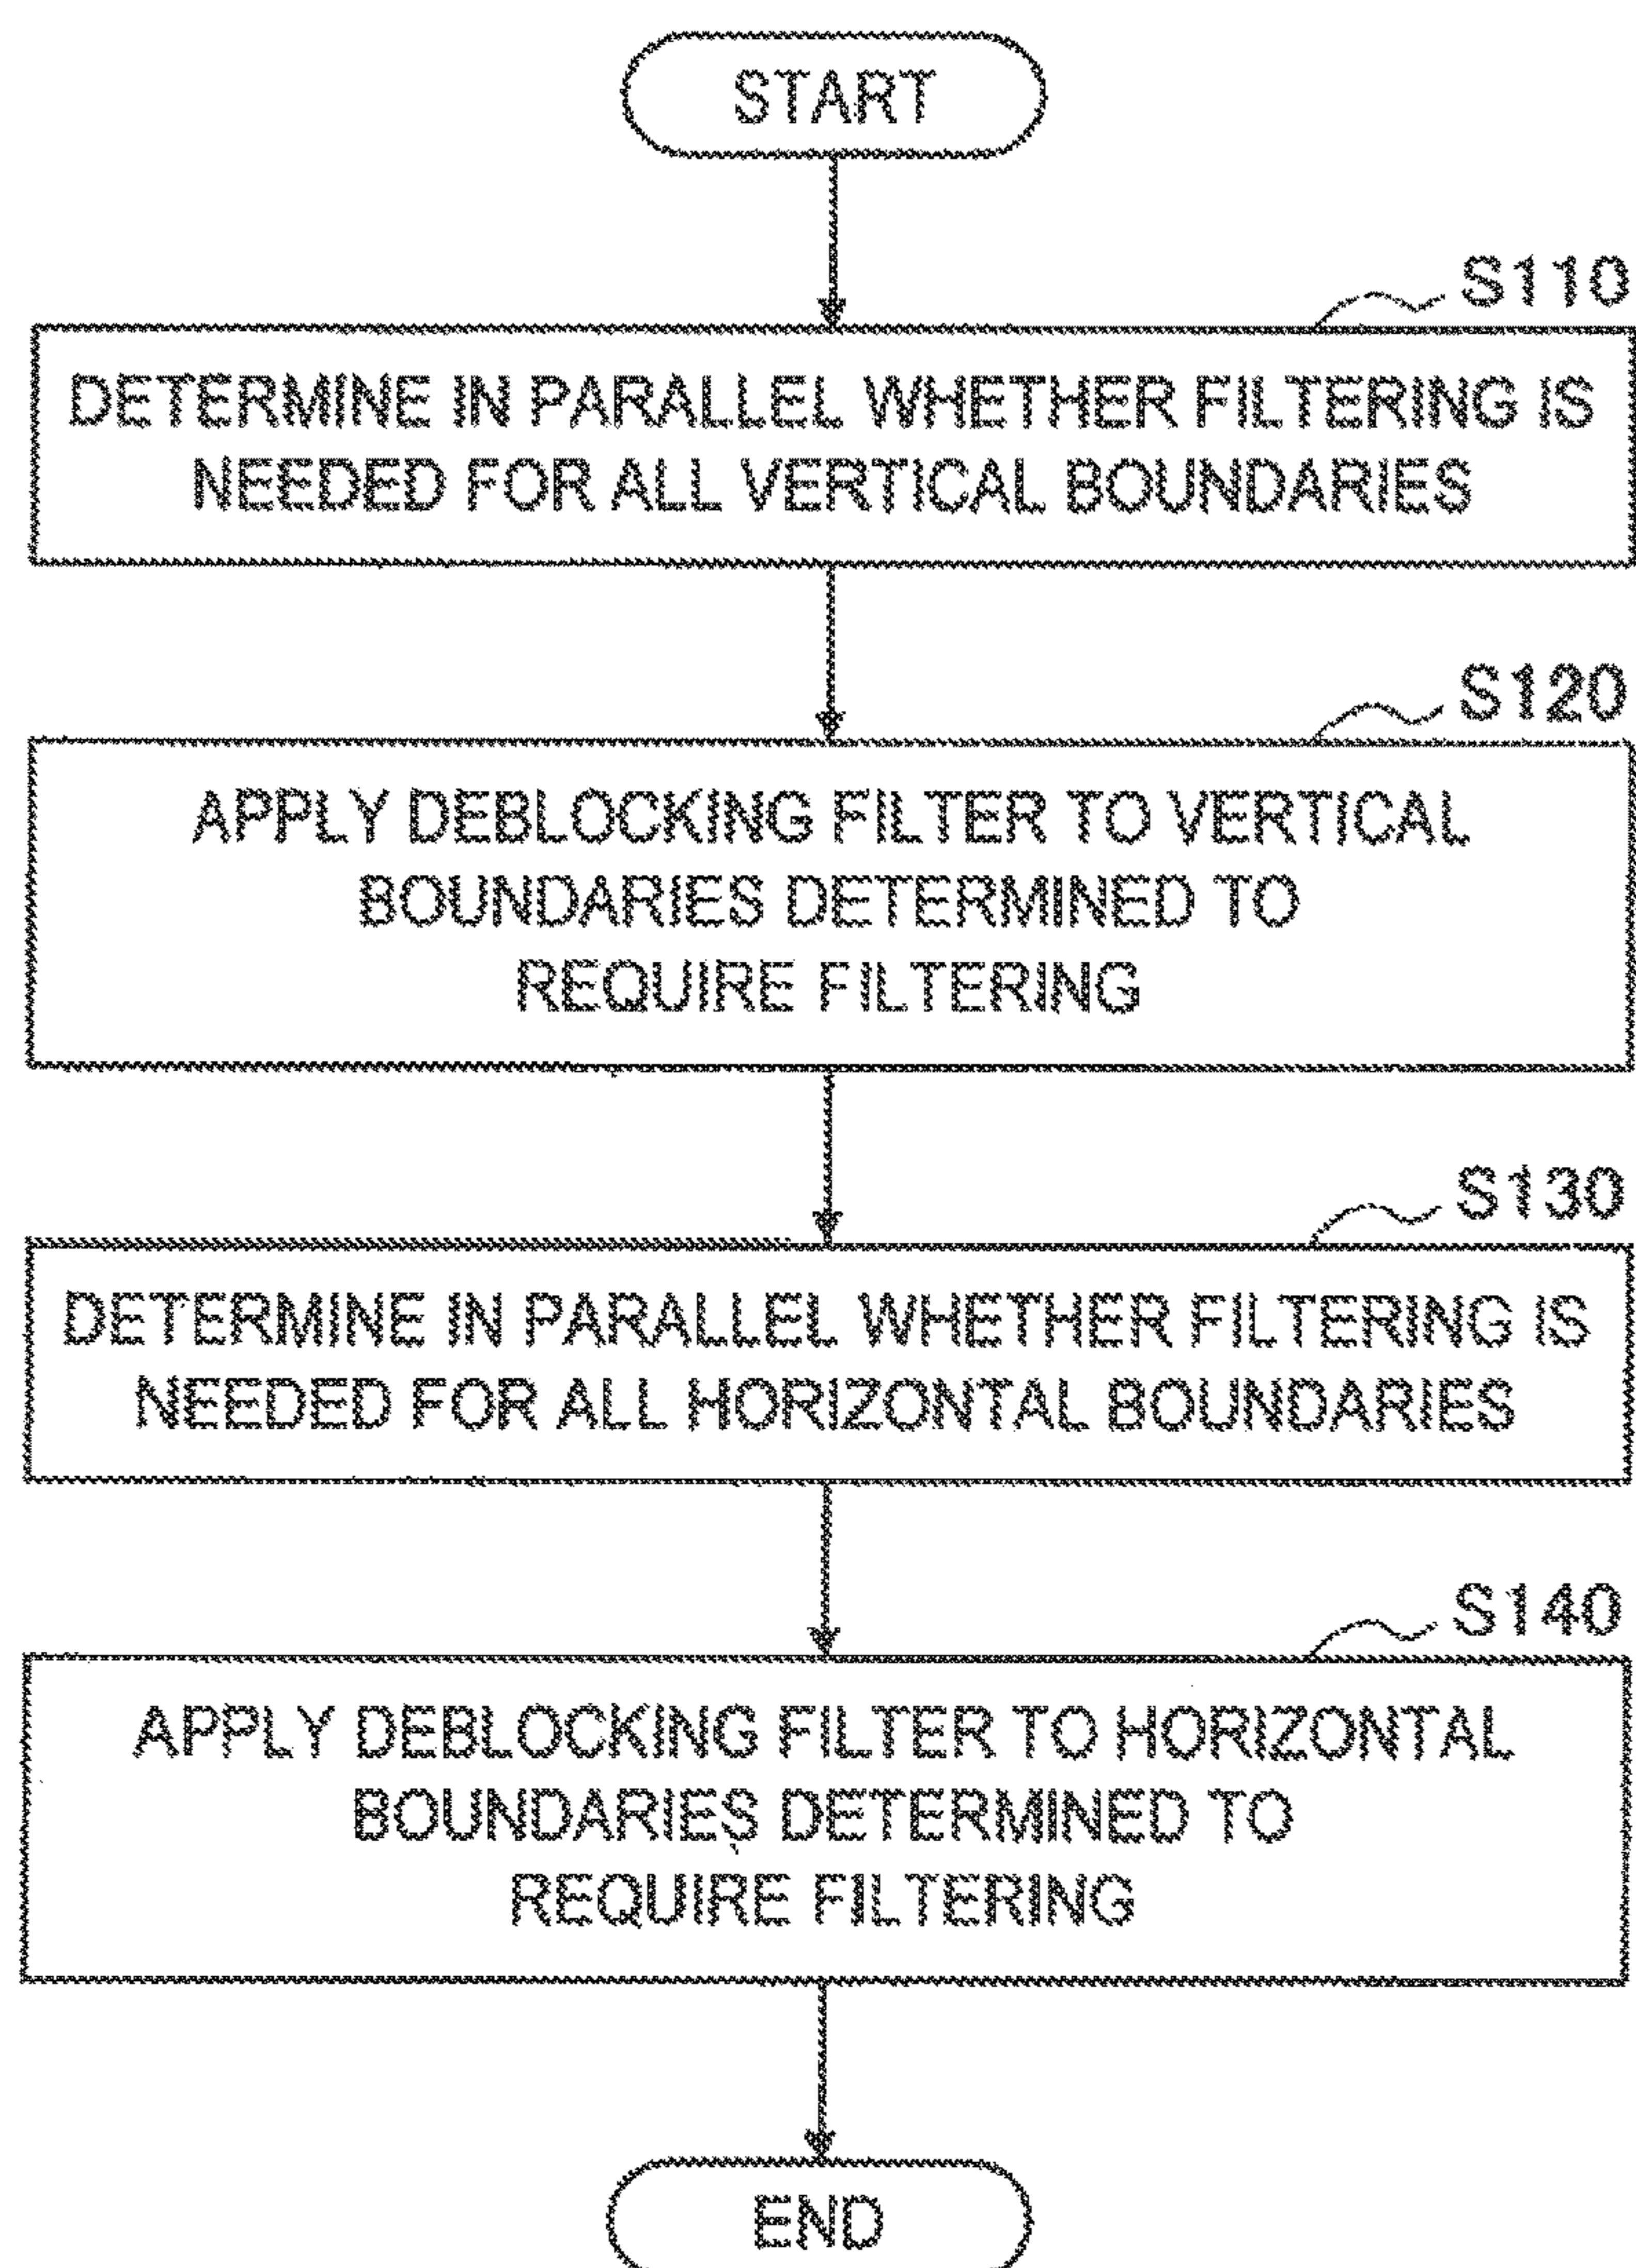 START
S110
DETERMINE IN PARALLEL WHETHER FILTERING IS
NEEDED FOR ALL VERTICAL BOUNDARIES
S120
APPLY DEBLOCKING FILTER TO VERTICAL
BOUNDARIES DETERMINED TO
REQUIRE FILTERING
S130
DETERMINE IN PARALLEL WHETHER FILTERING IS
NEEDED FOR ALL HORIZONTAL BOUNDARIES
S140
APPLY DEBLOCKING FILTER TO HORIZONTAL
BOUNDARIES DETERMINED TO
REQUIRE FILTERING
END